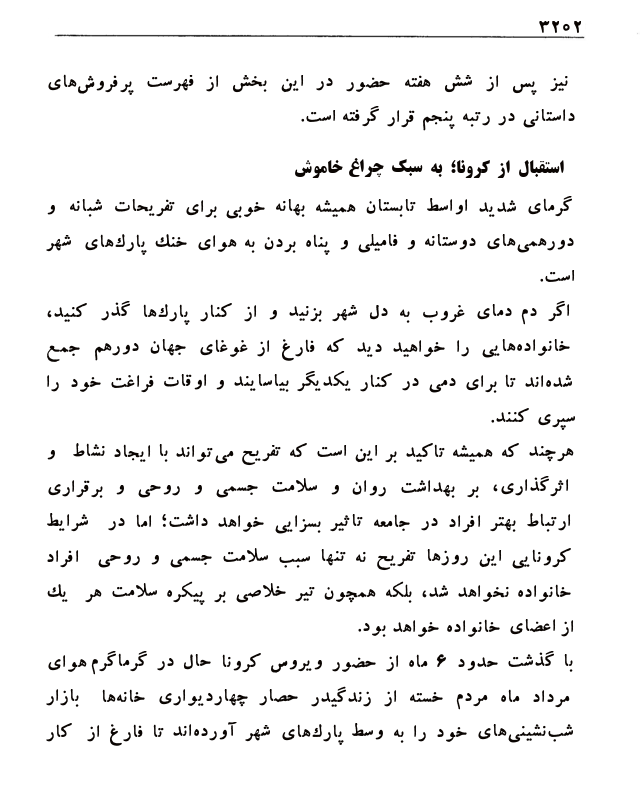 ۳۲۰۲
نیز پس از شش هفته حضور در این بخش از فهرست پرفروش‌های
داستانی در رتبه پنجم قرار گرفته است.
استقبال از کرونا؛ به سبک چراغ خاموش
گرمای شدید اواسط تابستان همیشه بهانه خوبی برای تفریحات شبانه و
دورهمی‌های دوستانه و فامیلی و پناه بردن به هوای خنك پارك‌های شهر
است.
اگر دم دمای غروب به دل شهر بزنید و از کنار پارك‌ها گذر کنید،
خانواده‌هایی را خواهید دید که فارغ از غوغای جهان دورهم جمع
شده‌اند تا برای دمی در کنار یکدیگر بیاسایند و اوقات فراغت خود را
سپری کنند.
هرچند که همیشه تاکید بر این است که تفریح می‌تواند با ایجاد نشاط و
اثرگذاری، بر بهداشت روان و سلامت جسمی و روحی و برقراری
ارتباط بهتر افراد در جامعه تاثیر بسزایی خواهد داشت؛ اما در شرایط
کرونایی این روزها تفریح نه تنها سبب سلامت جسمی و روحی افراد
خانواده نخواهد شد، بلکه همچون تیر خلاصی بر پیکره سلامت هر يك
از اعضای خانواده خواهد بود.
با گذشت حدود ۶ ماه از حضور ویروس کرونا حال در گرماگرم هوای
مرداد ماه مردم خسته از زندگیدر حصار چهاردیواری خانه‌ها بازار
شب‌نشینی‌های خود را به وسط پارك‌های شهر آورده‌اند تا فارغ از کار